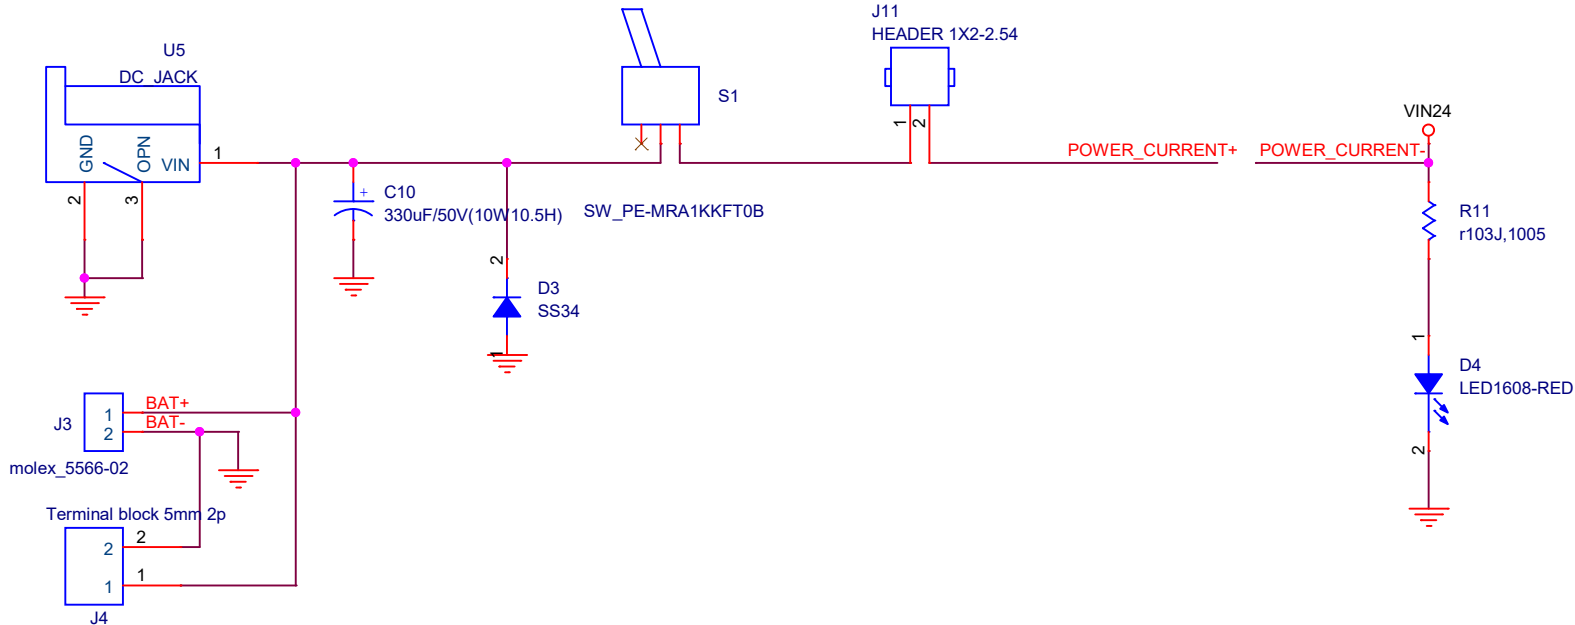 U5
DC_JACK
GND
OPN
VIN
1
2
3
C10
330uF/50V(10W10.5H)
+
2
D3
SS34
1
S1
SW_PE-MRA1KKFT0B
J11
HEADER 1X2-2.54
1
2
POWER_CURRENT+
POWER_CURRENT-
VIN24
R11
r103J,1005
1
D4
LED1608-RED
2
J3
1
2
BAT+
BAT-
molex_5566-02
Terminal block 5mm 2p
2
2
1
1
J4